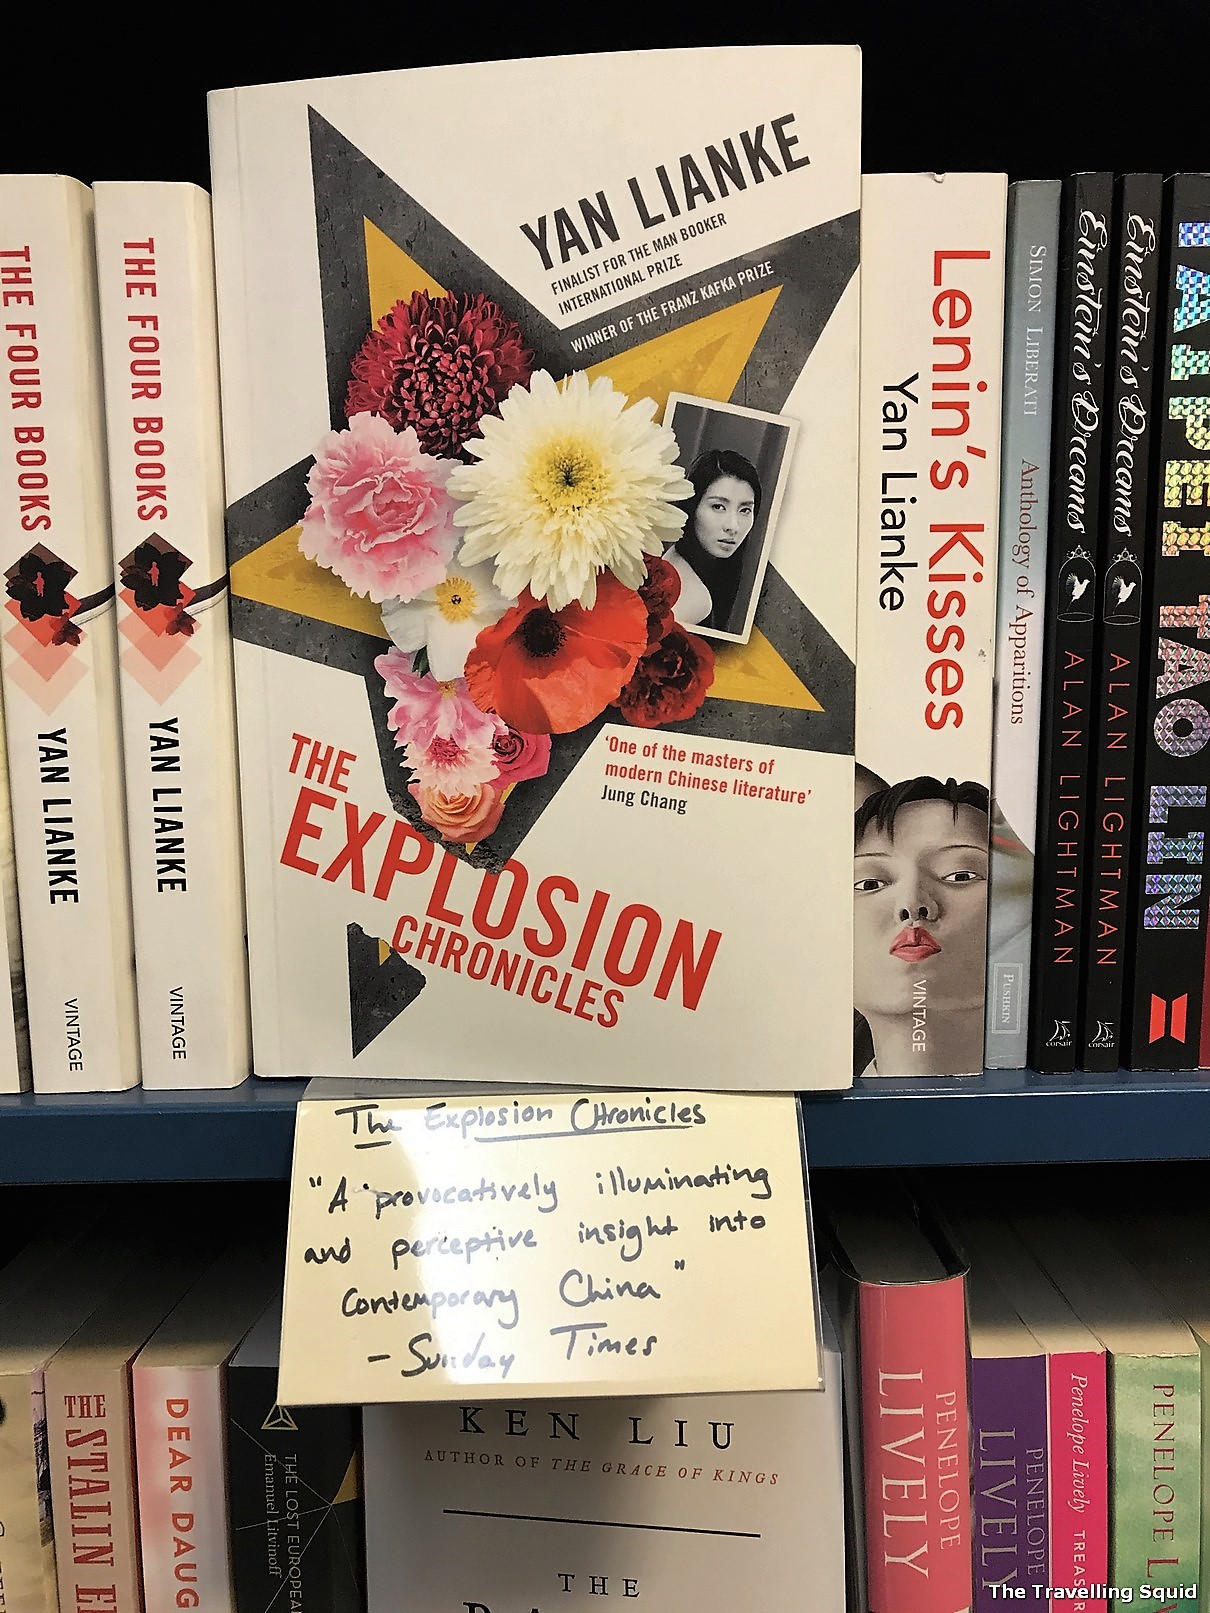 THE FOUR BOOKS
YAN LIANKE
VINTAGE
THE FOUR BOOKS
YAN LIANKE
VINTAGE
YAN LIANKE
FINALIST FOR THE MAN BOOKER
INTERNATIONAL PRIZE
WINNER OF THE FRANZ KAFKA PRIZE
'One of the masters of
modern Chinese literature'
Jung Chang
THE
EXPLOSION
CHRONICLES
Lenin's Kisses
Yan Lianke
VINTAGE
SIMON LIBERATI
Anthology of Apparitions
PUSHKIN
Einstein's Dreams
ALAN LIGHTMAN
corsair
Einstein's Dreams
ALAN LIGHTMAN
corsair
TAIPEI TAO LIN
The Explosion Chronicles
"A provocatively illuminating
and perceptive insight into
Contemporary China"
- Sunday Times
THE
STALIN
DEAR DAUG
THE LOST EUROPEA
Emanuel Litvinoff
KEN LIU
AUTHOR OF THE GRACE OF KINGS
THE
PENELOPE
LIVELY
PENELOPE
LIVELY
Penelope Lively TREAS
PENELOPE L
The Travelling Squid